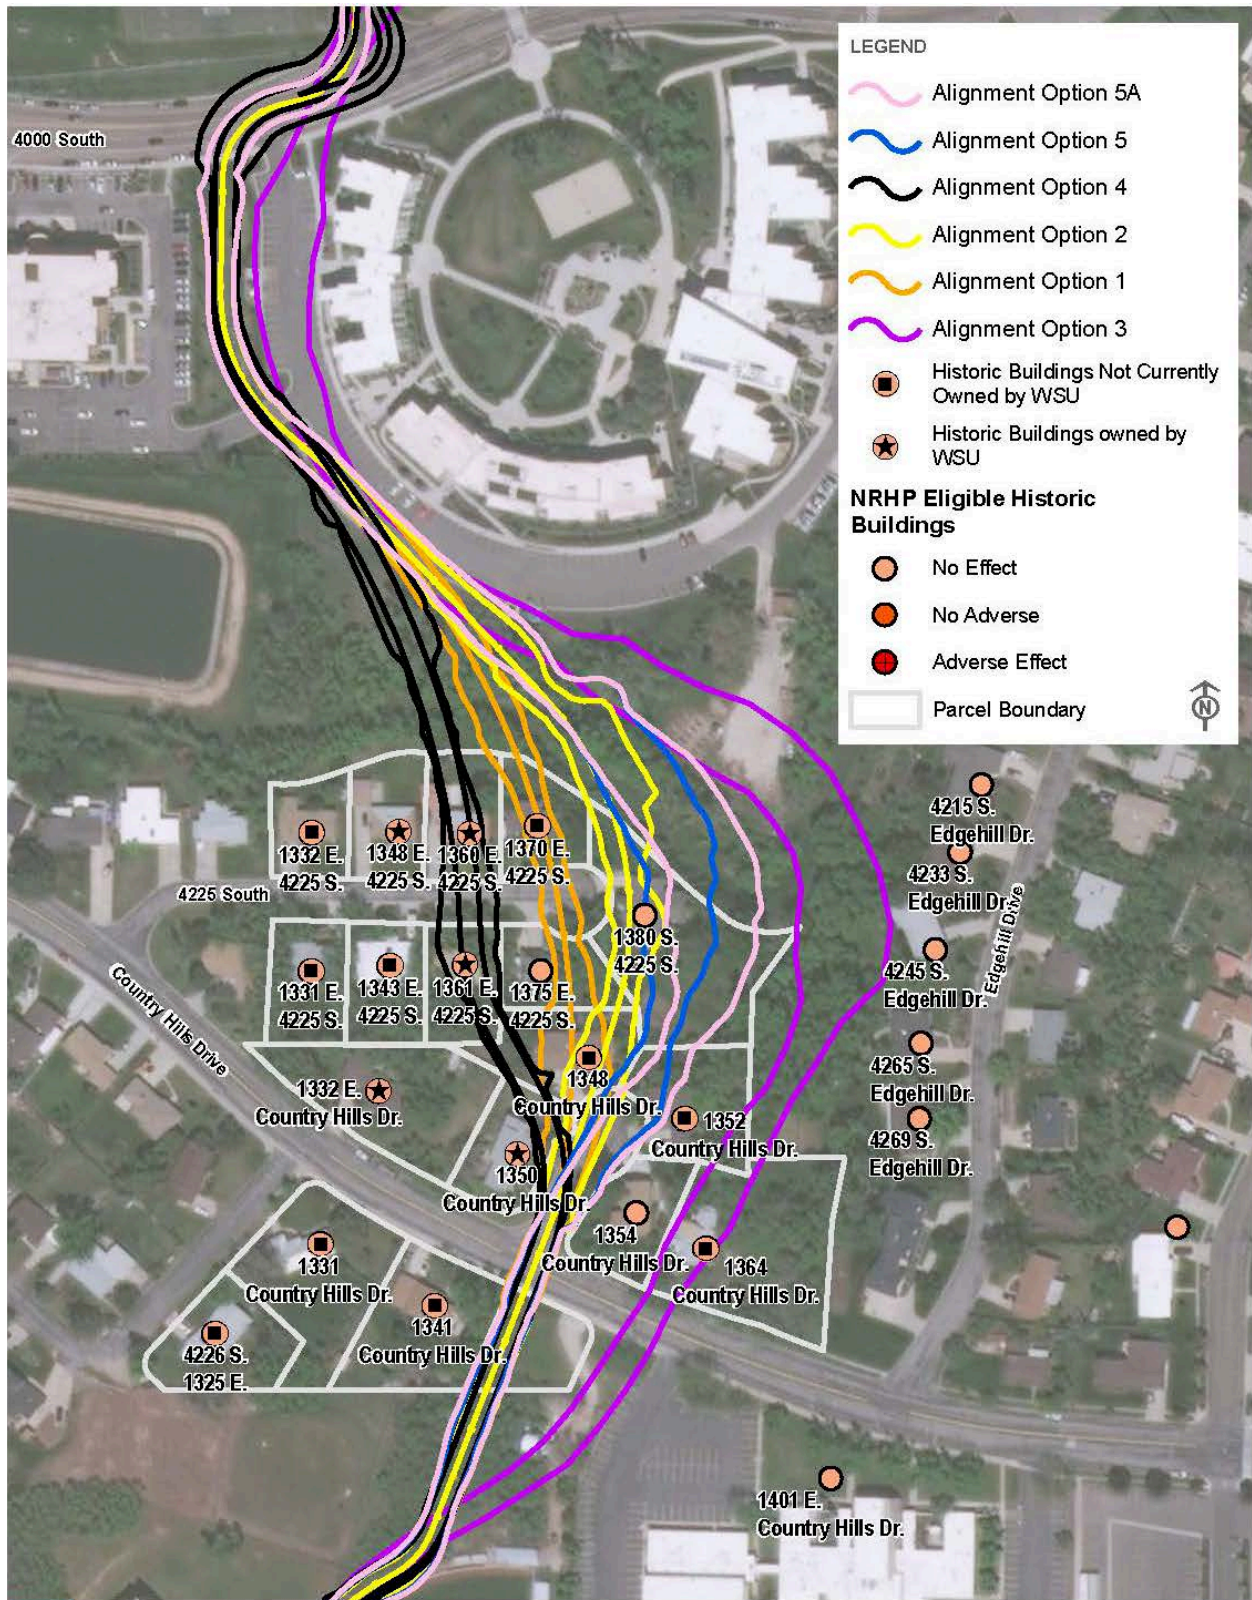 LEGEND
Alignment Option 5A
Alignment Option 5
Alignment Option 4
Alignment Option 2
Alignment Option 1
Alignment Option 3
Historic Buildings Not Currently
Owned by WSU
Historic Buildings owned by
WSU
NRHP Eligible Historic
Buildings
No Effect
No Adverse
Adverse Effect
Parcel Boundary
N
4000 South
4215 S.
Edgehill Dr.
4233 S.
Edgehill Dr.
1332 E.
4225 S.
1348 E.
4225 S.
1360 E.
4225 S.
1370 E.
4225 S.
4225 South
Edgehill Drive
1380 S.
4225 S.
4245 S.
Edgehill Dr.
1331 E.
4225 S.
1343 E.
4225 S.
1361 E.
4225 S.
1375 E.
4225 S.
Country Hills Drive
4265 S.
Edgehill Dr.
1332 E.
Country Hills Dr.
1348
Country Hills Dr.
1352
Country Hills Dr.
4269 S.
Edgehill Dr.
1350
Country Hills Dr.
1354
Country Hills Dr.
1364
Country Hills Dr.
1331
Country Hills Dr.
1341
Country Hills Dr.
4226 S.
1325 E.
1401 E.
Country Hills Dr.